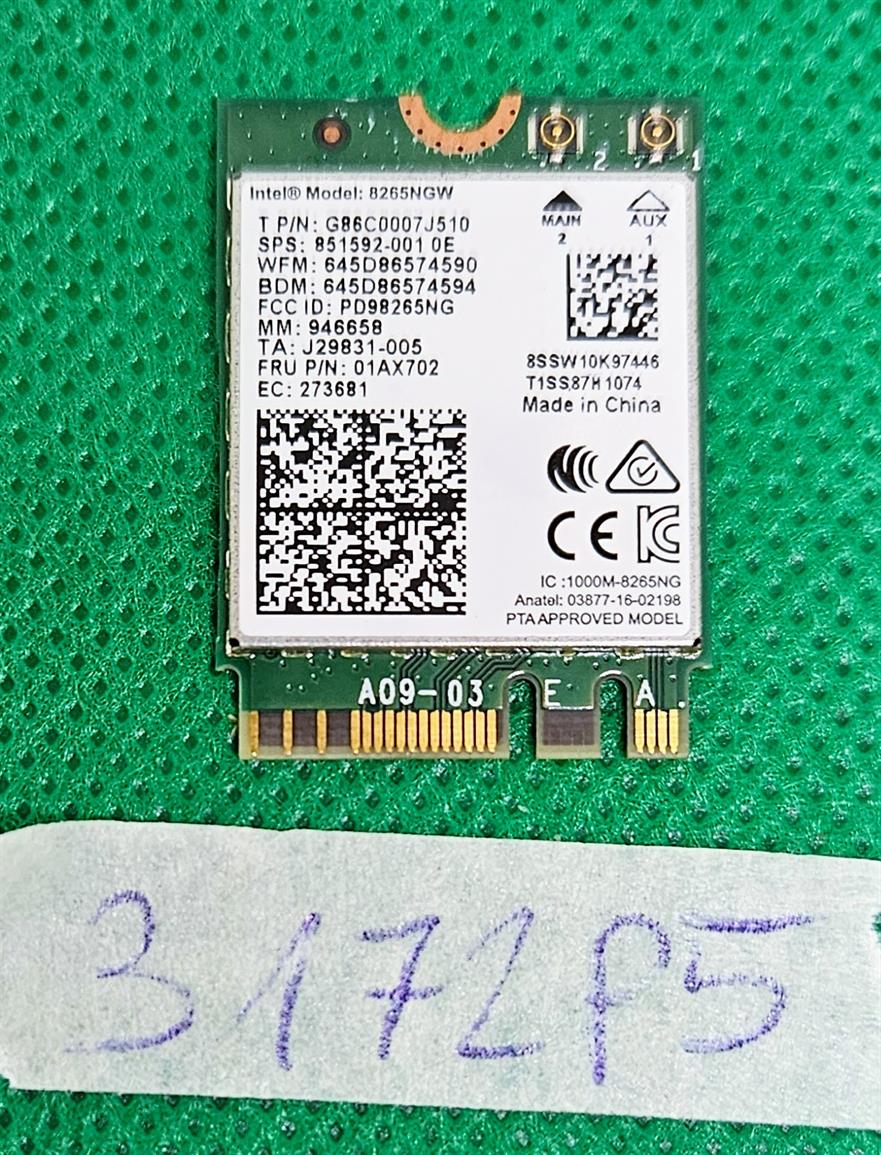 2 1
Intel® Model: 8265NGW
T P/N: G86C0007J510
SPS: 851592-001 0E
WFM: 645D86574590
BDM: 645D86574594
FCC ID: PD98265NG
MM: 946658
TA: J29831-005
FRU P/N: 01AX702
EC: 273681
MAIN AUX
2 1
8SSW10K97446
T1SS87H1074
Made in China
CE
IC :1000M-8265NG
Anatel: 03877-16-02198
PTA APPROVED MODEL
A09-03 E A
3172P5